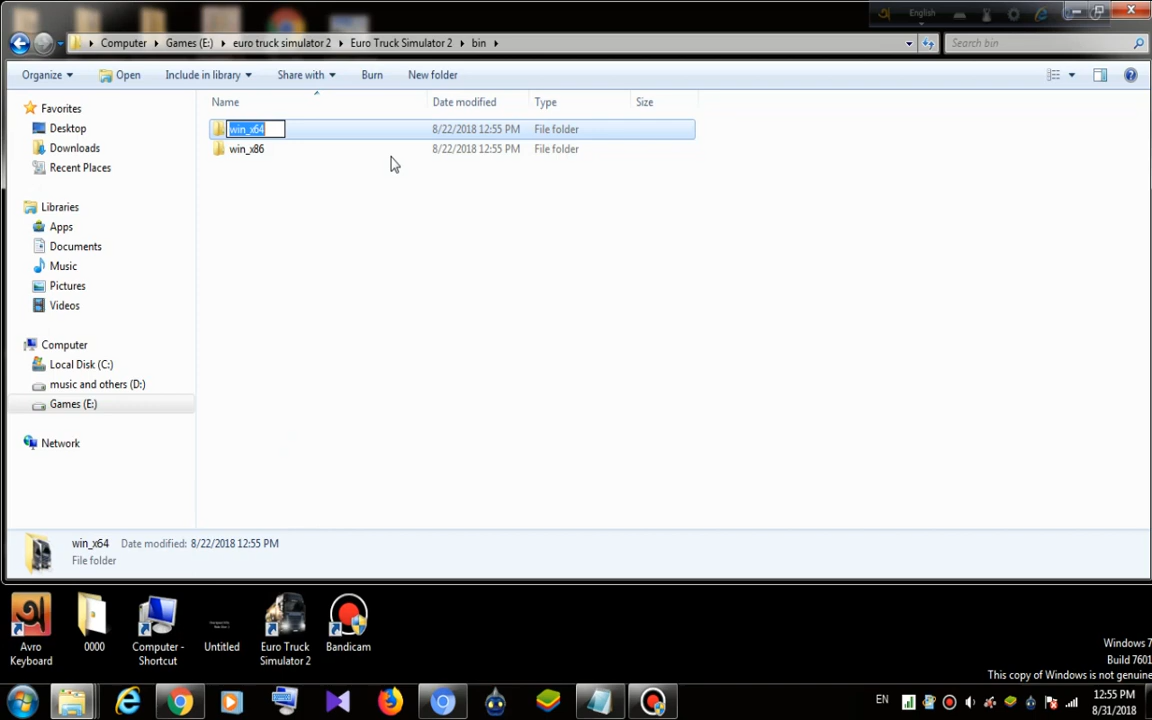 English
Computer Games (E:) euro truck simulator 2 Euro Truck Simulator 2 bin
Search bin
Organize Open Include in library Share with Burn New folder
Name Date modified Type Size
Favorites
Desktop
Downloads
Recent Places
Libraries
Apps
Documents
Music
Pictures
Videos
Computer
Local Disk (C:)
music and others (D:)
Games (E:)
Network
win_x64 8/22/2018 12:55 PM File folder
win_x86 8/22/2018 12:55 PM File folder
win_x64 Date modified: 8/22/2018 12:55 PM
File folder
Avro
Keyboard
0000
Computer -
Shortcut
Untitled
Euro Truck
Simulator 2
Bandicam
Windows 7
Build 7601
This copy of Windows is not genuine
EN
12:55 PM
8/31/2018